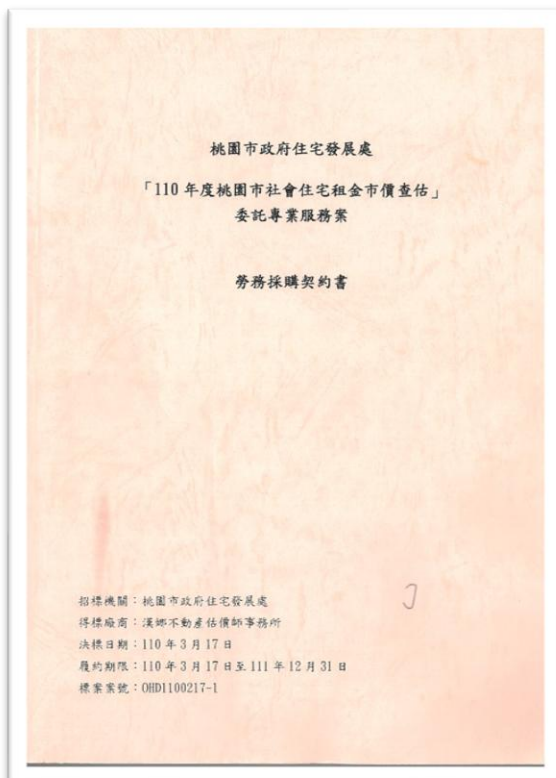 桃園市政府住宅發展處
「110年度桃園市社會住宅租金市價查估」
委託專業服務案
勞務採購契約書
招標機關：桃園市政府住宅發展處
得標廠商：漢娜不動產估價師事務所
決標日期：110年3月17日
履約期限：110年3月17日至111年12月31日
標案案號：OHD1100217-1